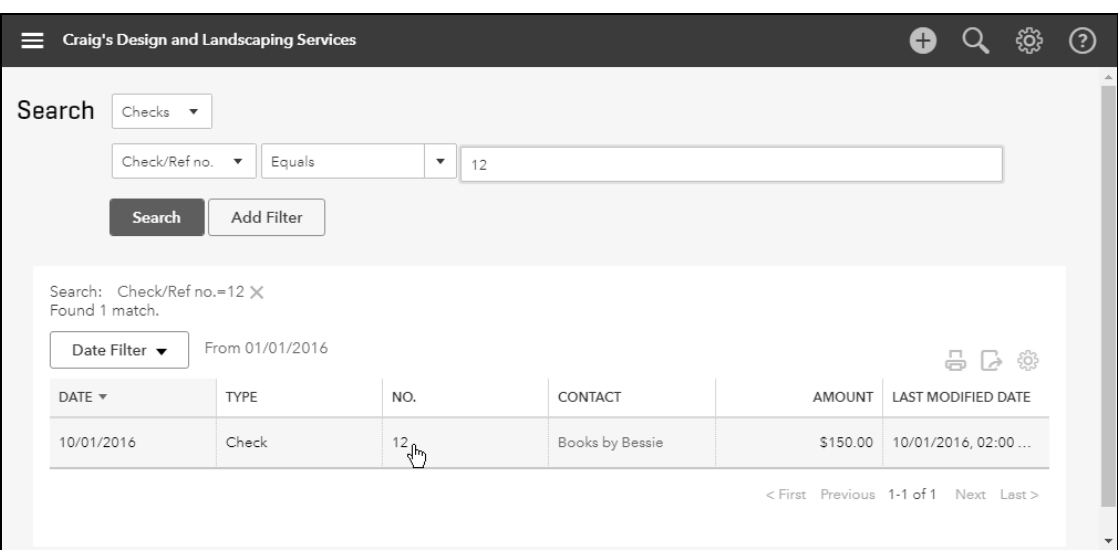 Craig's Design and Landscaping Services
Search Checks
Check/Ref no. Equals 12
Search Add Filter
Search: Check/Ref no.=12
Found 1 match.
Date Filter From 01/01/2016
DATE TYPE NO. CONTACT AMOUNT LAST MODIFIED DATE
10/01/2016 Check 12 Books by Bessie $150.00 10/01/2016, 02:00 ...
< First Previous 1-1 of 1 Next Last >